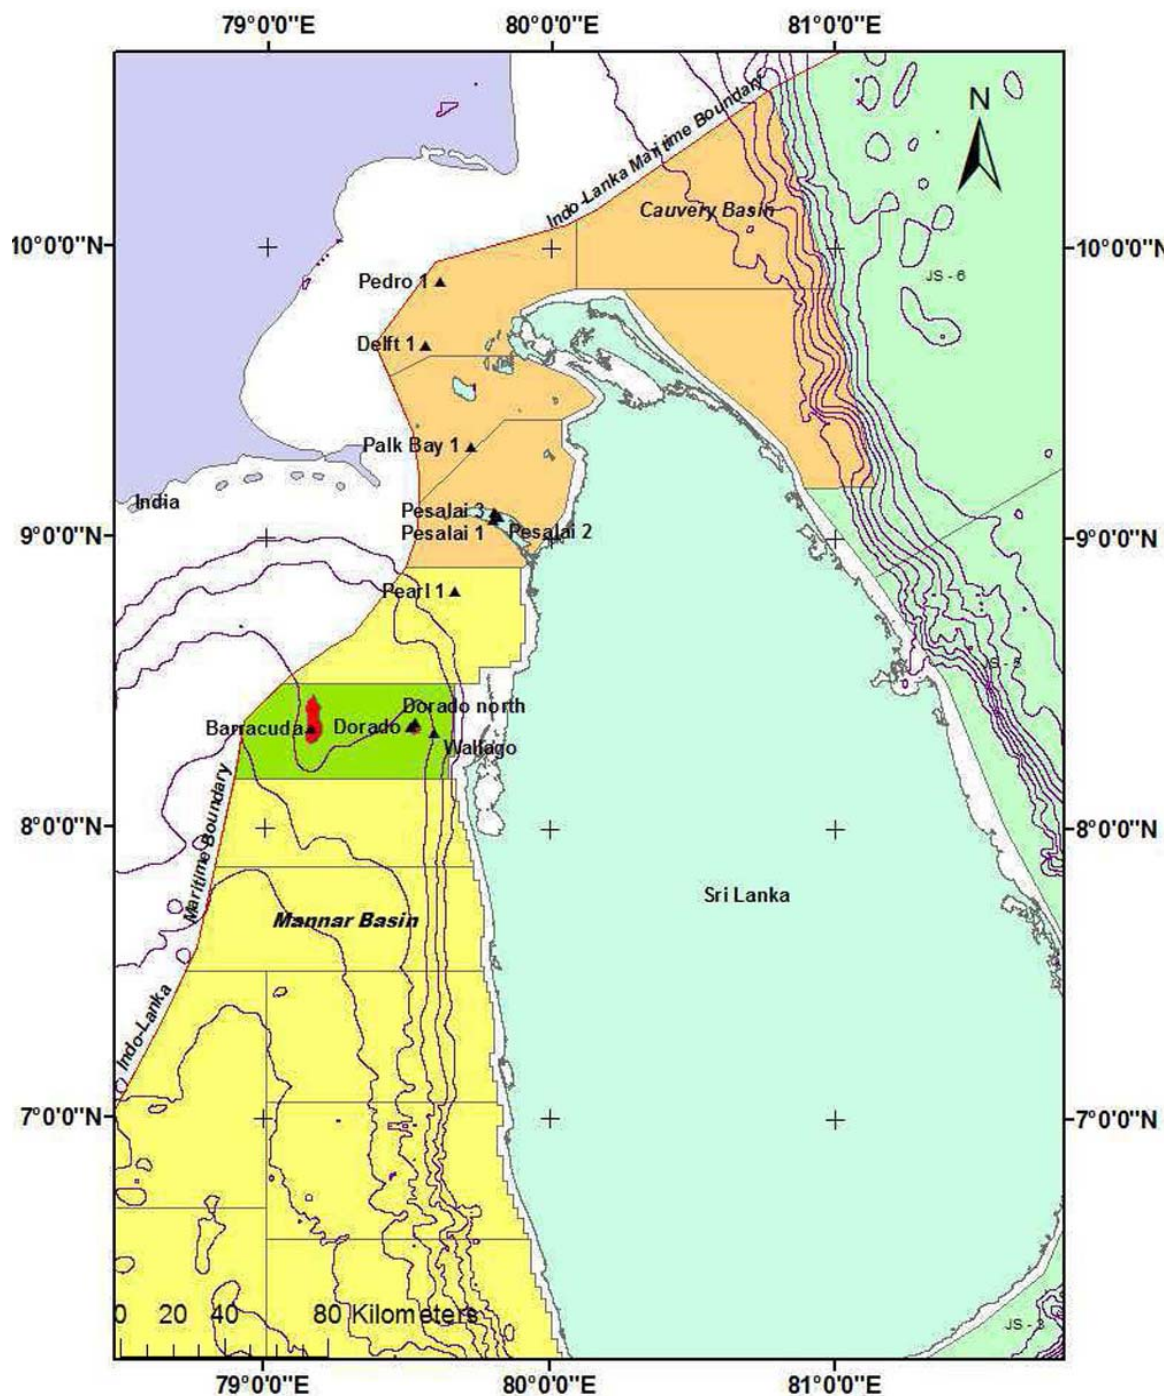 79°0'0"E 80°0'0"E 81°0'0"E
N
Indo-Lanka Maritime Boundary
Cauvery Basin
10°0'0"N 10°0'0"N
JS - 6
Pedro 1
Delft 1
Palk Bay 1
India
Pesalai 3
Pesalai 1 Pesalai 2
9°0'0"N 9°0'0"N
Pearl 1
JS - 5
Dorado north
Barracuda Dorado
Wallago
8°0'0"N 8°0'0"N
Sri Lanka
Mannar Basin
Indo-Lanka Maritime Boundary
7°0'0"N 7°0'0"N
0 20 40 80 Kilometers
JS - 3
79°0'0"E 80°0'0"E 81°0'0"E